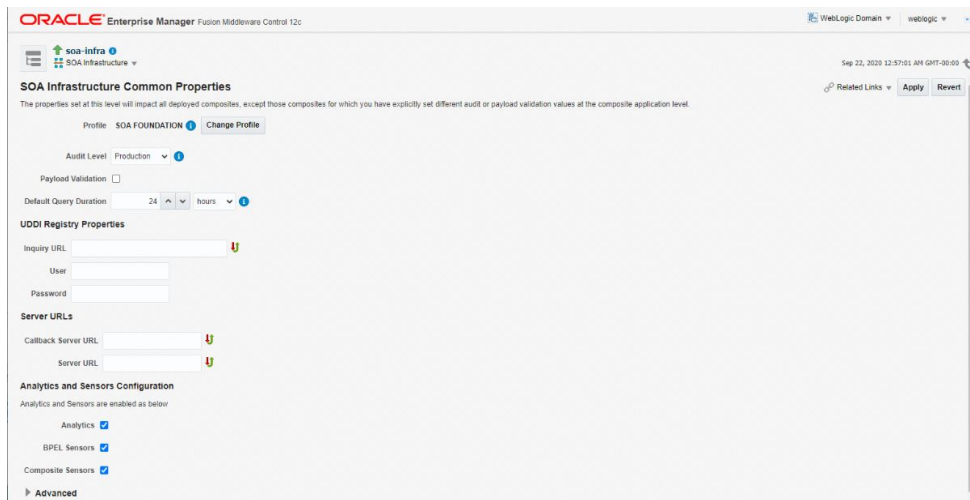 ORACLE Enterprise Manager Fusion Middleware Control 12c
WebLogic Domain weblogic
soa-infra
SOA Infrastructure
Sep 22, 2020 12:57:01 AM GMT-00:00
SOA Infrastructure Common Properties
Related Links Apply Revert
The properties set at this level will impact all deployed composites, except those composites for which you have explicitly set different audit or payload validation values at the composite application level.
Profile SOA FOUNDATION Change Profile
Audit Level Production
Payload Validation
Default Query Duration 24 hours
UDDI Registry Properties
Inquiry URL
User
Password
Server URLs
Callback Server URL
Server URL
Analytics and Sensors Configuration
Analytics and Sensors are enabled as below
Analytics
BPEL Sensors
Composite Sensors
Advanced